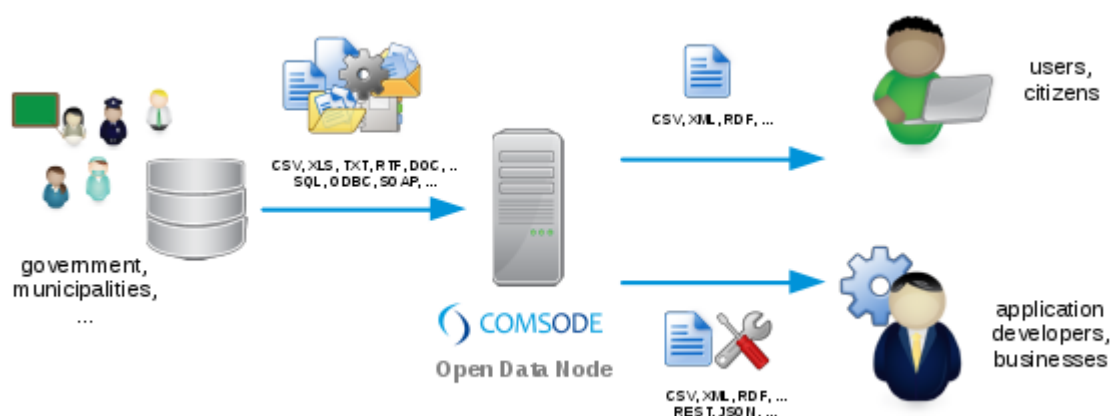 government,
municipalities,
...
CSV, XLS, TXT, RTF, DOC, ..
SQL, ODBC, SOAP, ...
COMSODE
Open Data Node
CSV, XML, RDF, ...
users,
citizens
CSV, XML, RDF, ...
REST, JSON, ...
application
developers,
businesses